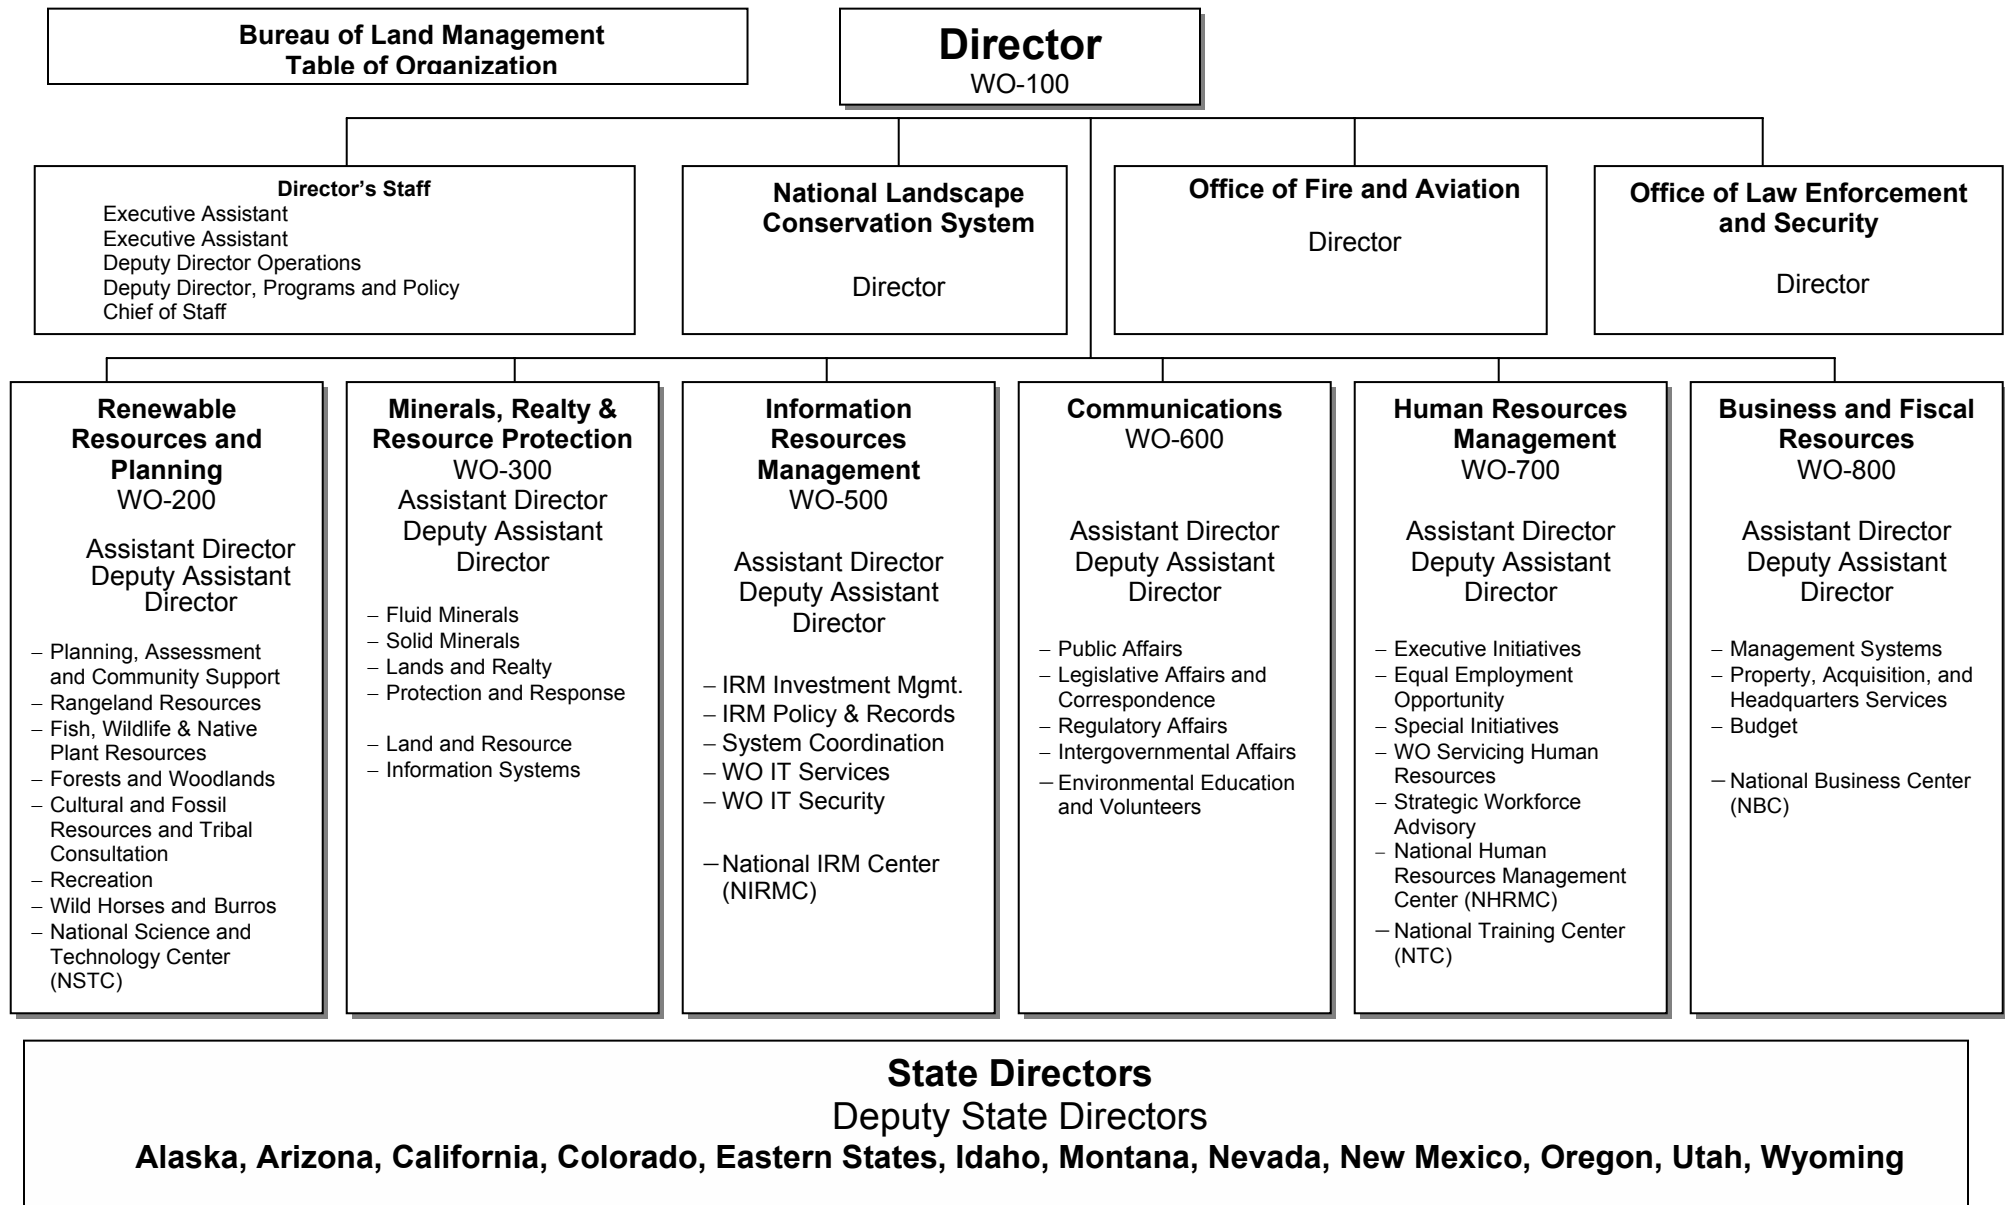 Bureau of Land Management
Table of Organization
Director
WO-100
Director's Staff
Executive Assistant
Executive Assistant
Deputy Director Operations
Deputy Director, Programs and Policy
Chief of Staff
National Landscape
Conservation System
Director
Office of Fire and Aviation
Director
Office of Law Enforcement
and Security
Director
Renewable
Resources and
Planning
WO-200
Assistant Director
Deputy Assistant
Director
– Planning, Assessment
and Community Support
– Rangeland Resources
– Fish, Wildlife & Native
Plant Resources
– Forests and Woodlands
– Cultural and Fossil
Resources and Tribal
Consultation
– Recreation
– Wild Horses and Burros
– National Science and
Technology Center
(NSTC)
Minerals, Realty &
Resource Protection
WO-300
Assistant Director
Deputy Assistant
Director
– Fluid Minerals
– Solid Minerals
– Lands and Realty
– Protection and Response
– Land and Resource
– Information Systems
Information
Resources
Management
WO-500
Assistant Director
Deputy Assistant
Director
– IRM Investment Mgmt.
– IRM Policy & Records
– System Coordination
– WO IT Services
– WO IT Security
– National IRM Center
(NIRMC)
Communications
WO-600
Assistant Director
Deputy Assistant
Director
– Public Affairs
– Legislative Affairs and
Correspondence
– Regulatory Affairs
– Intergovernmental Affairs
– Environmental Education
and Volunteers
Human Resources
Management
WO-700
Assistant Director
Deputy Assistant
Director
– Executive Initiatives
– Equal Employment
Opportunity
– Special Initiatives
– WO Servicing Human
Resources
– Strategic Workforce
Advisory
– National Human
Resources Management
Center (NHRMC)
– National Training Center
(NTC)
Business and Fiscal
Resources
WO-800
Assistant Director
Deputy Assistant
Director
– Management Systems
– Property, Acquisition, and
Headquarters Services
– Budget
– National Business Center
(NBC)
State Directors
Deputy State Directors
Alaska, Arizona, California, Colorado, Eastern States, Idaho, Montana, Nevada, New Mexico, Oregon, Utah, Wyoming